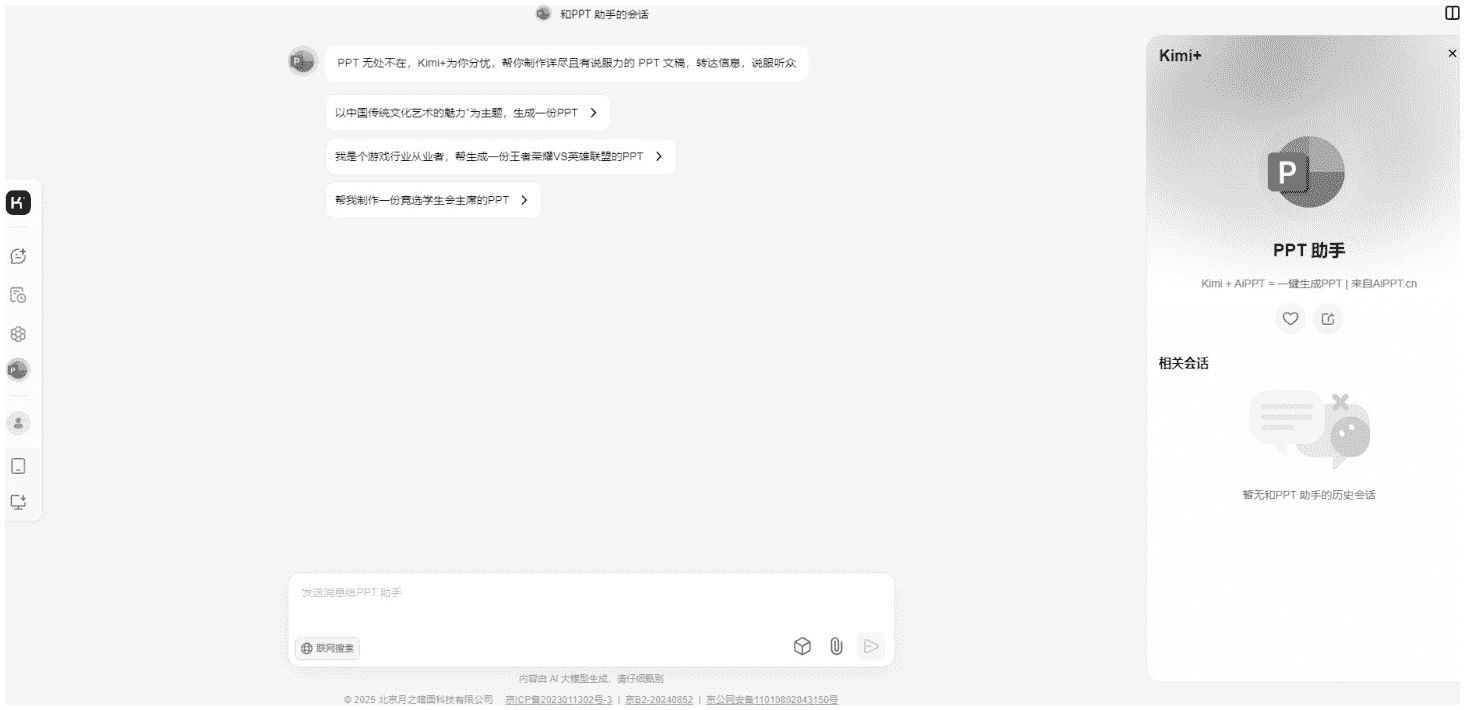 和PPT 助手的会话
PPT 无处不在，Kimi+为你分忧，帮你制作详尽且有说服力的 PPT 文稿，转达信息，说服听众
以中国传统文化艺术的魅力"为主题，生成一份PPT
我是个游戏行业从业者，帮生成一份王者荣耀VS英雄联盟的PPT
帮我制作一份竞选学生会主席的PPT
K
P
发送消息给PPT 助手
联网搜索
内容由 AI 大模型生成，请仔细甄别
© 2025 北京月之暗面科技有限公司 京ICP备2023011302号-3 | 京B2-20240852 | 京公网安备11010802043150号
Kimi+
P
PPT 助手
Kimi + AiPPT = 一键生成PPT | 来自AiPPT.cn
相关会话
暂无和PPT 助手的历史会话